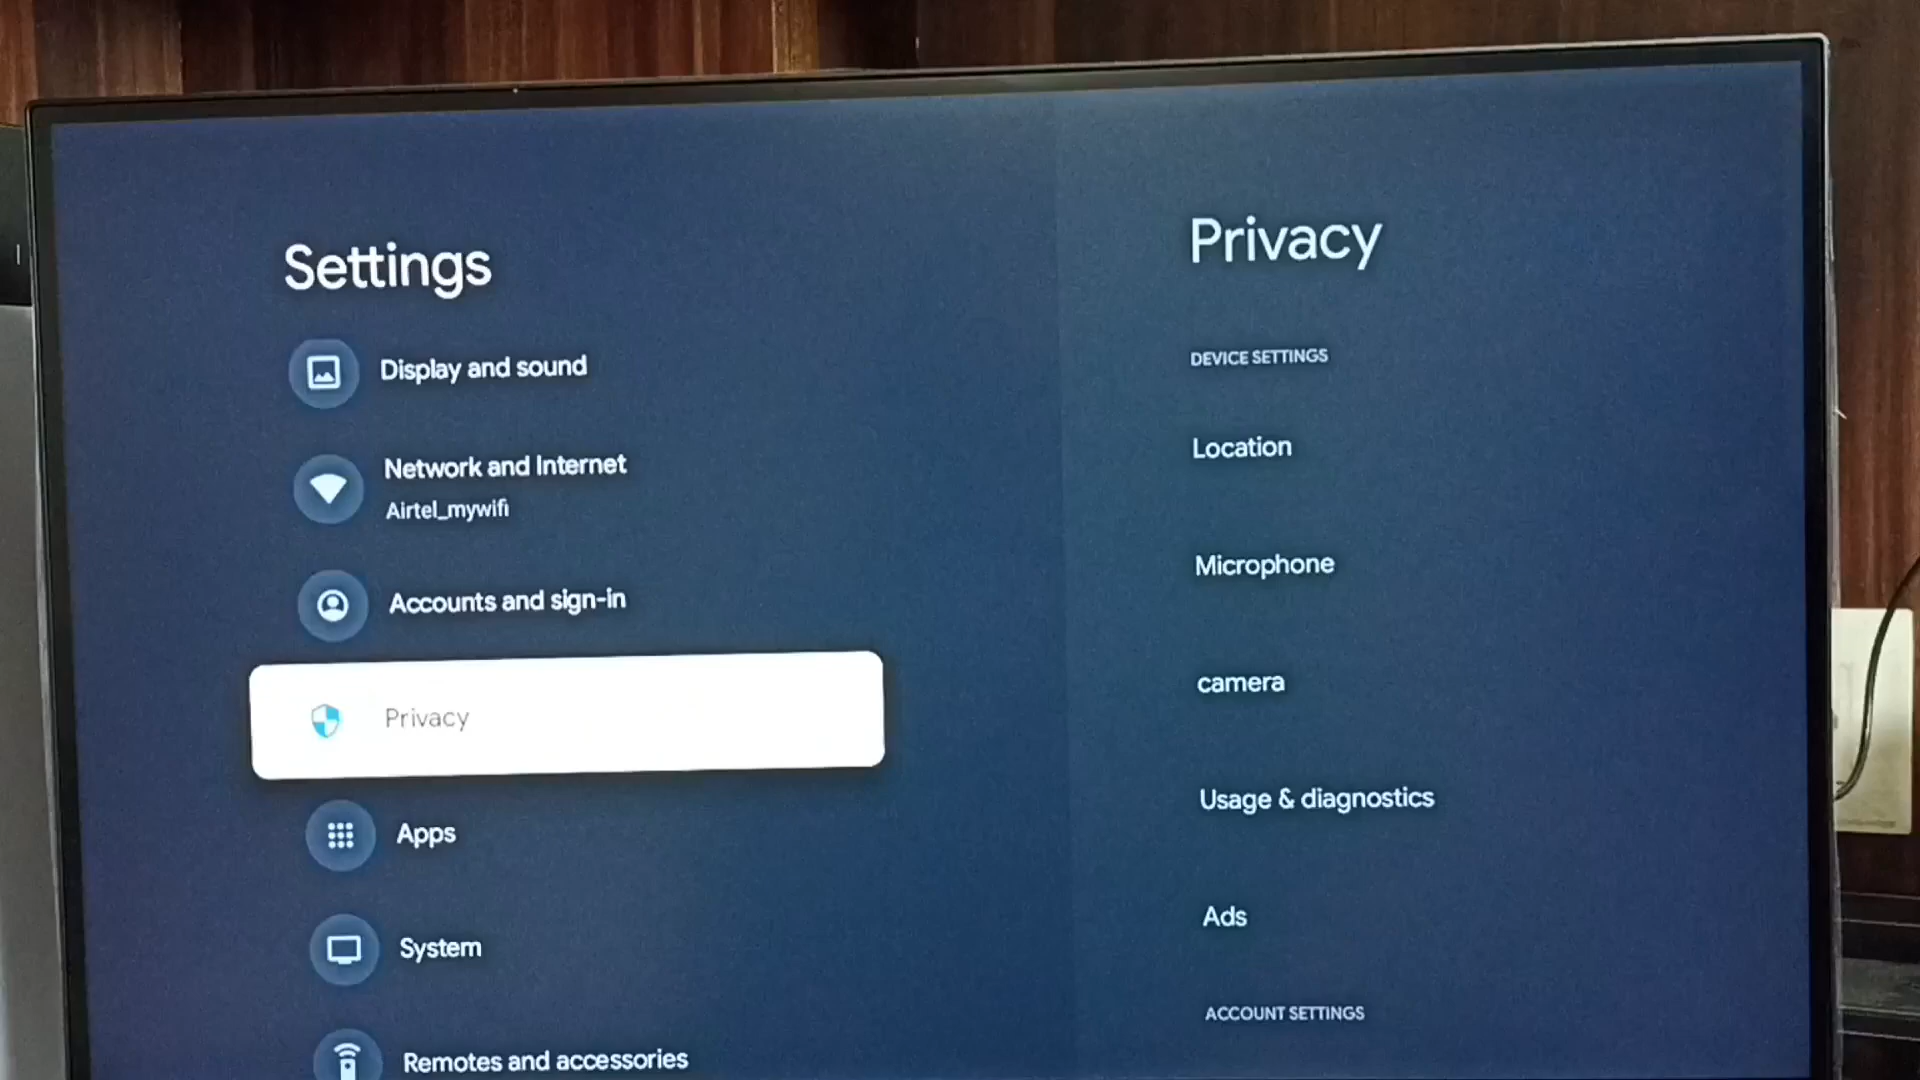 Settings
Display and sound
Network and Internet
Airtel_mywifi
Accounts and sign-in
Privacy
Apps
System
Remotes and accessories
Privacy
DEVICE SETTINGS
Location
Microphone
camera
Usage & diagnostics
Ads
ACCOUNT SETTINGS